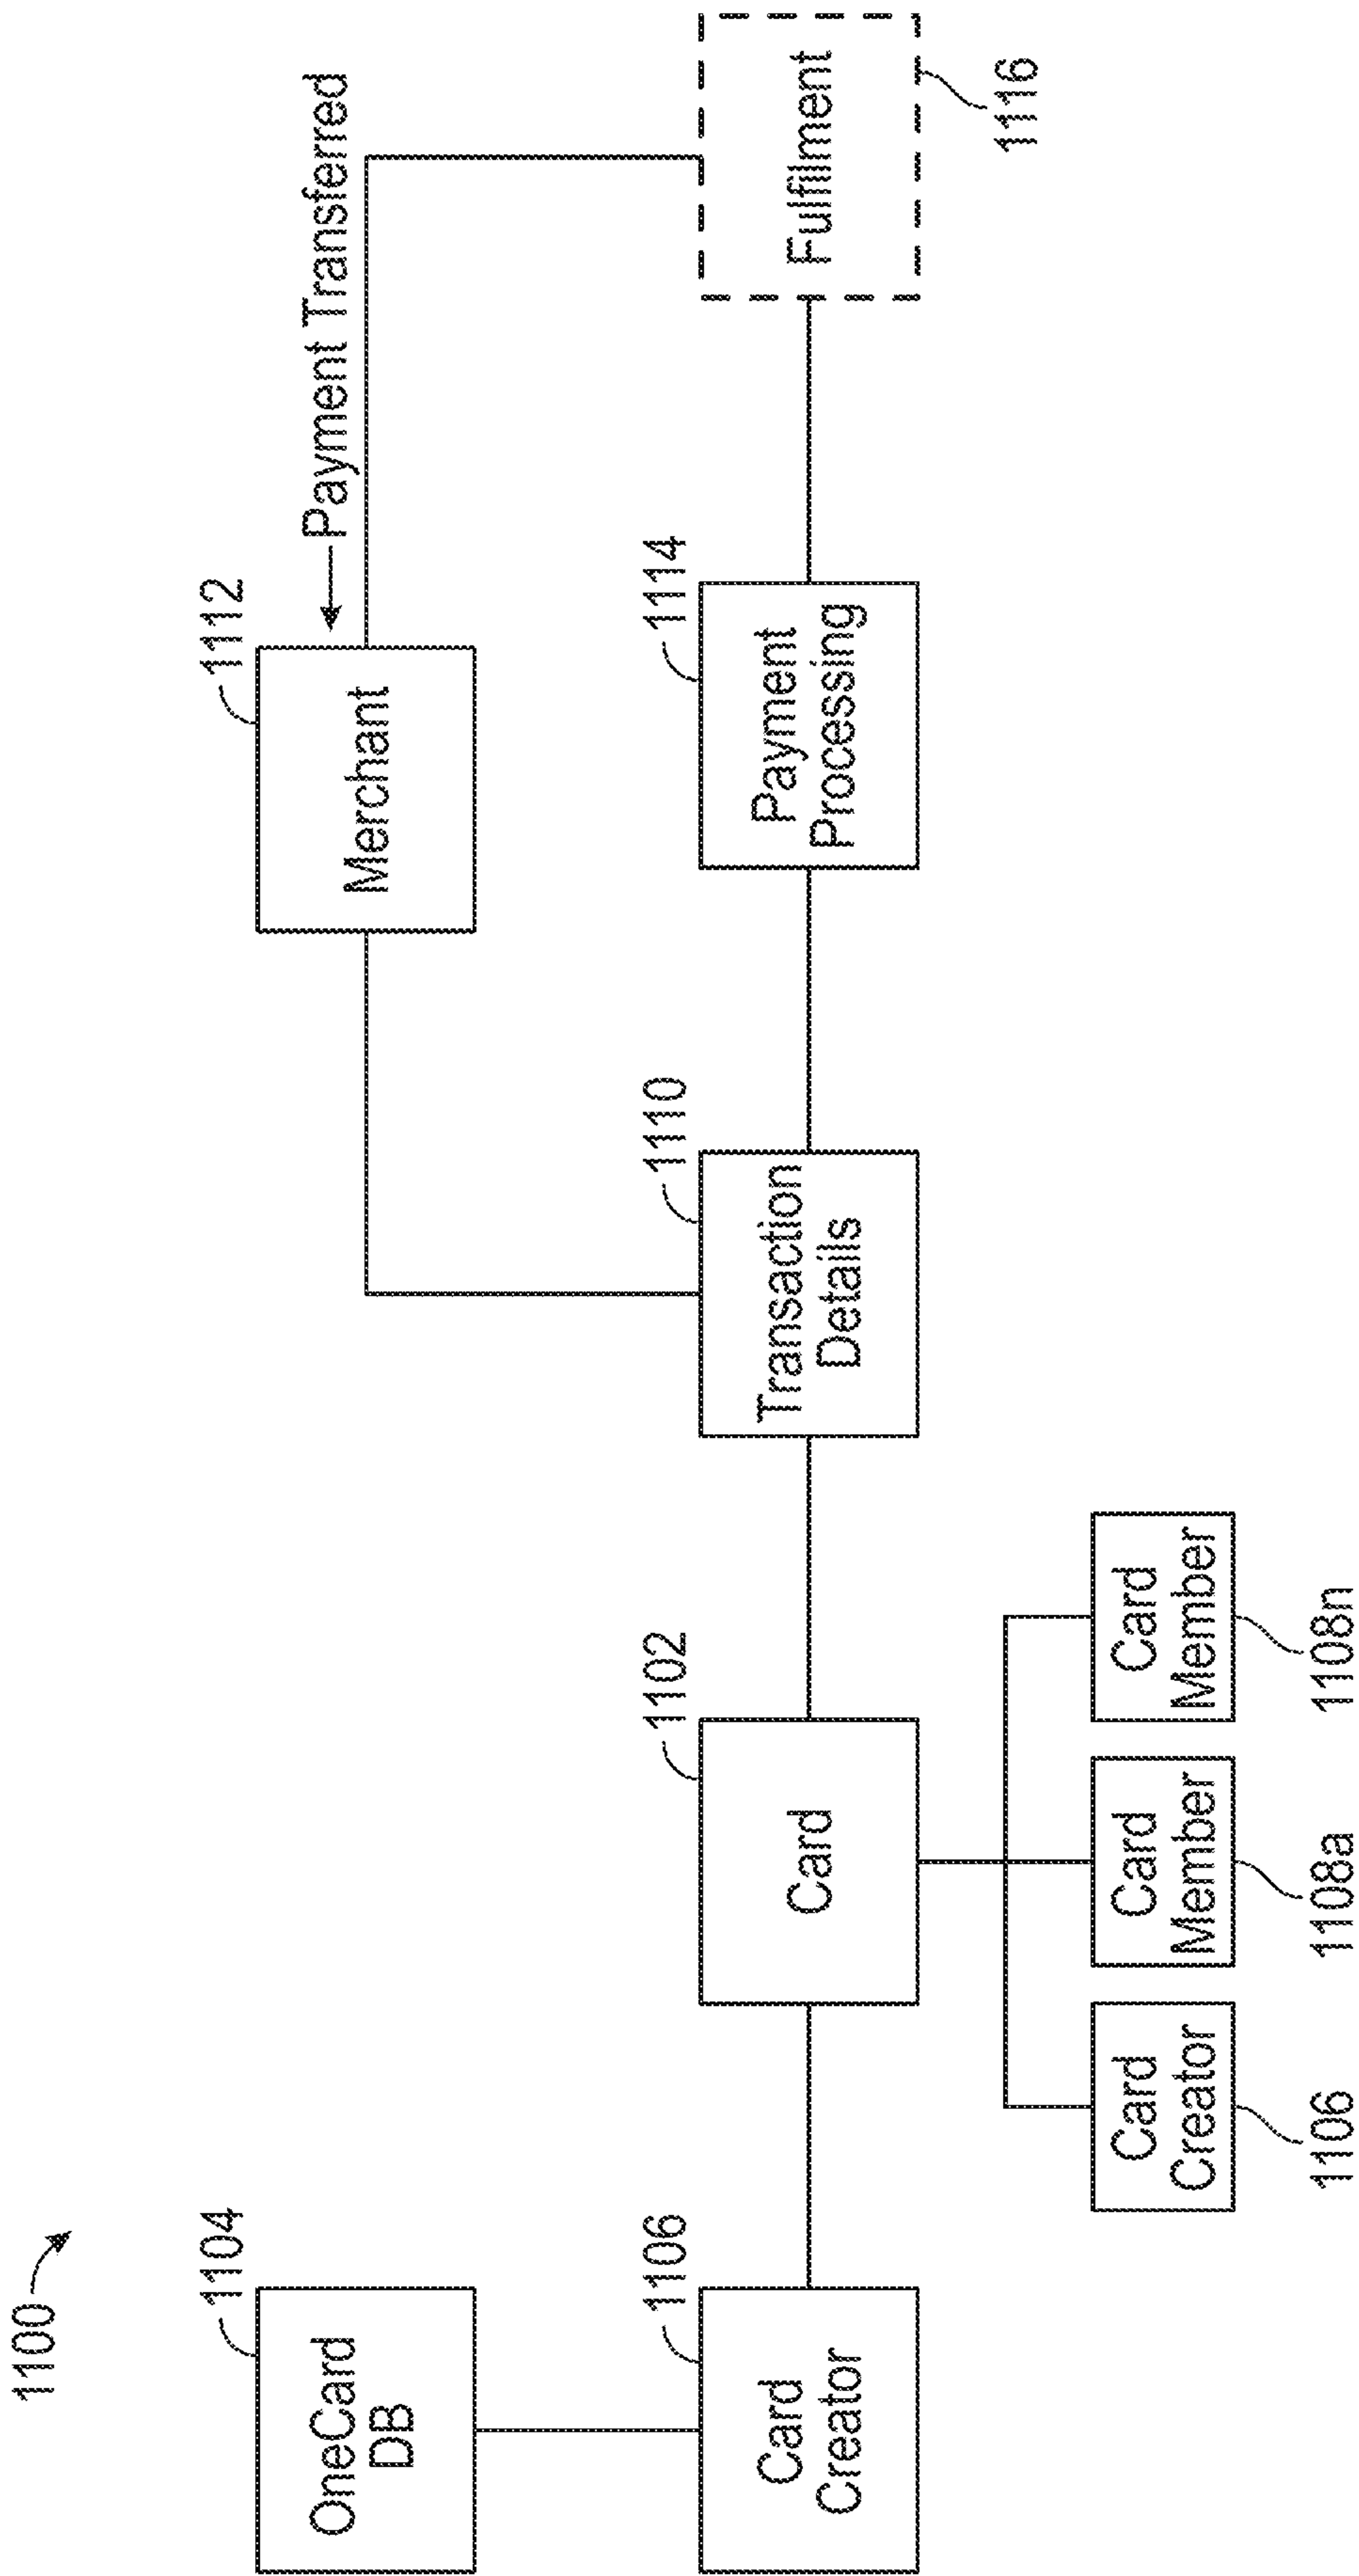 1100
1104
OneCard
DB
1106
Card
Creator
1102
Card
1106
Card
Creator
1108a
Card
Member
1108n
Card
Member
1110
Transaction
Details
1112
Merchant
Payment Transferred
1114
Payment
Processing
Fulfilment
1116